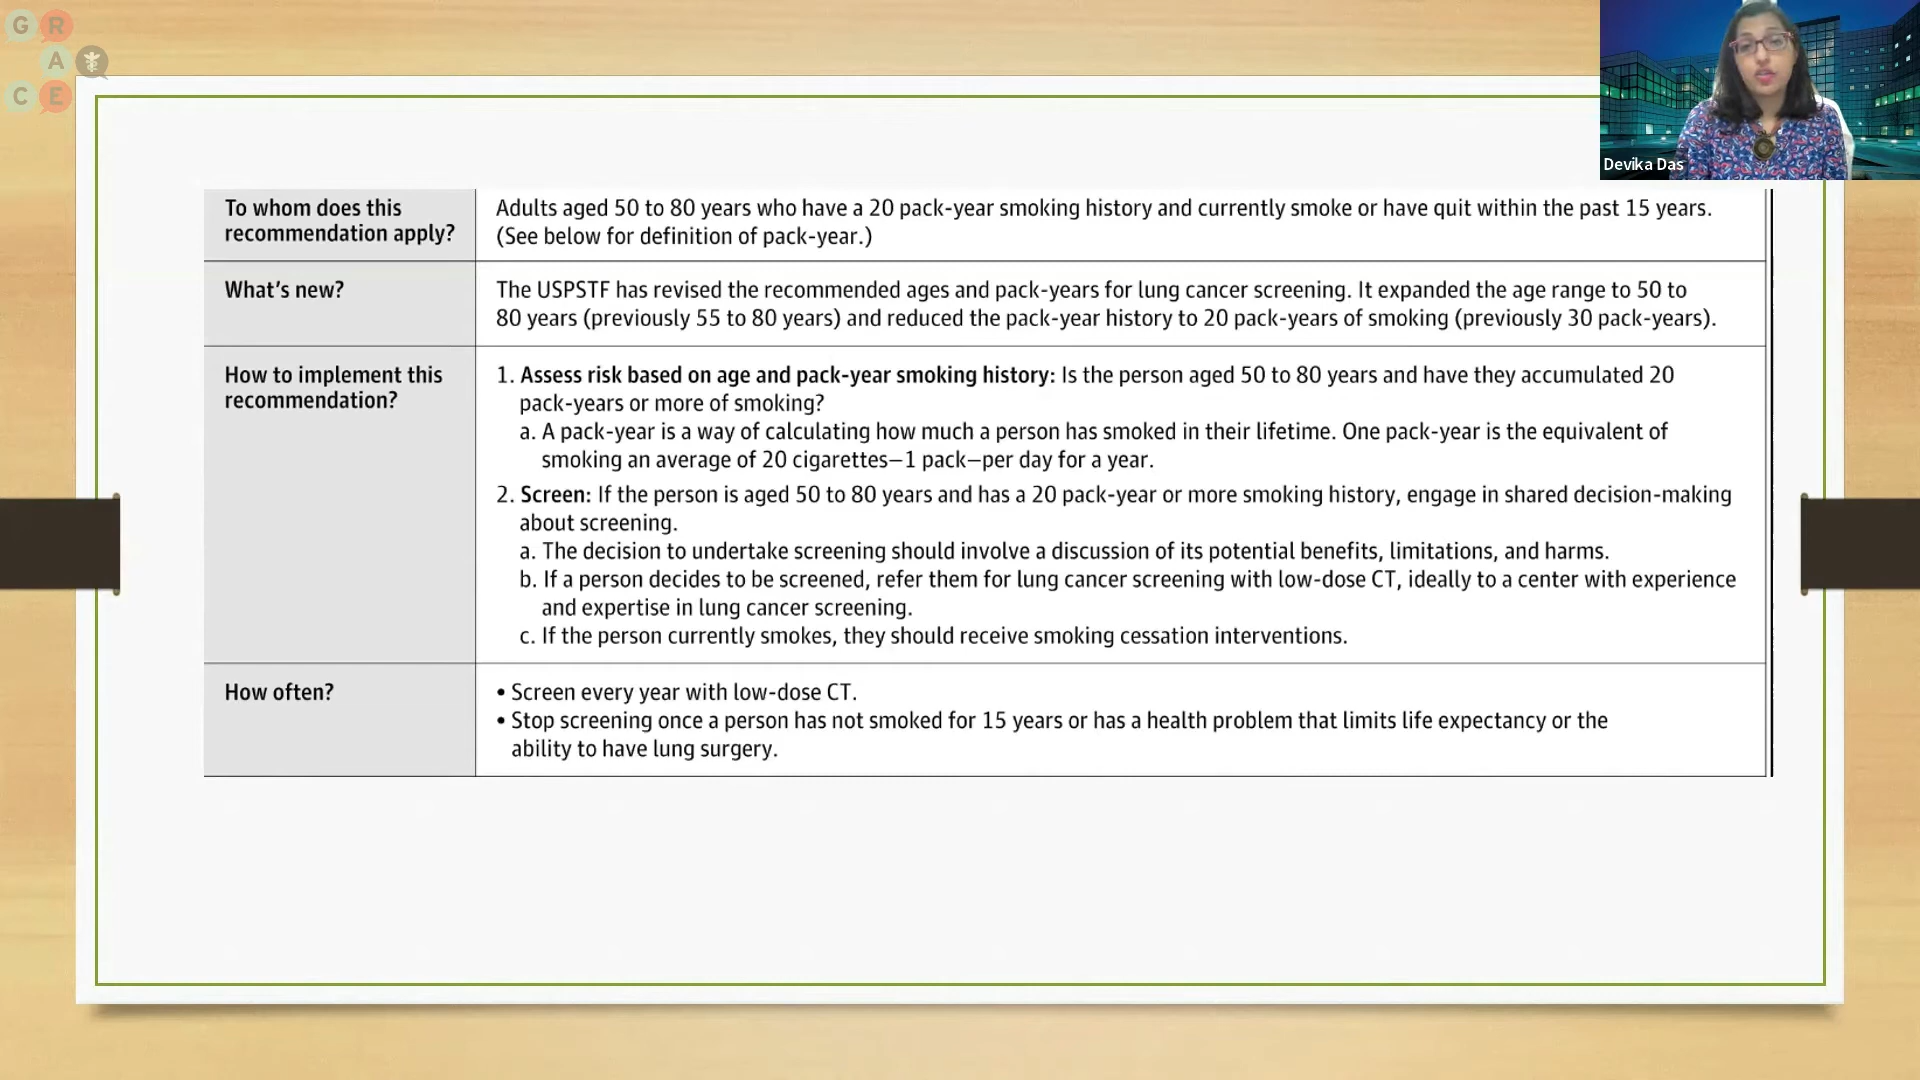 G R
A
C E
Devika Das
To whom does this
recommendation apply?
Adults aged 50 to 80 years who have a 20 pack-year smoking history and currently smoke or have quit within the past 15 years.
(See below for definition of pack-year.)
What's new?
The USPSTF has revised the recommended ages and pack-years for lung cancer screening. It expanded the age range to 50 to
80 years (previously 55 to 80 years) and reduced the pack-year history to 20 pack-years of smoking (previously 30 pack-years).
How to implement this
recommendation?
1. Assess risk based on age and pack-year smoking history: Is the person aged 50 to 80 years and have they accumulated 20
pack-years or more of smoking?
a. A pack-year is a way of calculating how much a person has smoked in their lifetime. One pack-year is the equivalent of
smoking an average of 20 cigarettes—1 pack—per day for a year.
2. Screen: If the person is aged 50 to 80 years and has a 20 pack-year or more smoking history, engage in shared decision-making
about screening.
a. The decision to undertake screening should involve a discussion of its potential benefits, limitations, and harms.
b. If a person decides to be screened, refer them for lung cancer screening with low-dose CT, ideally to a center with experience
and expertise in lung cancer screening.
c. If the person currently smokes, they should receive smoking cessation interventions.
How often?
• Screen every year with low-dose CT.
• Stop screening once a person has not smoked for 15 years or has a health problem that limits life expectancy or the
ability to have lung surgery.